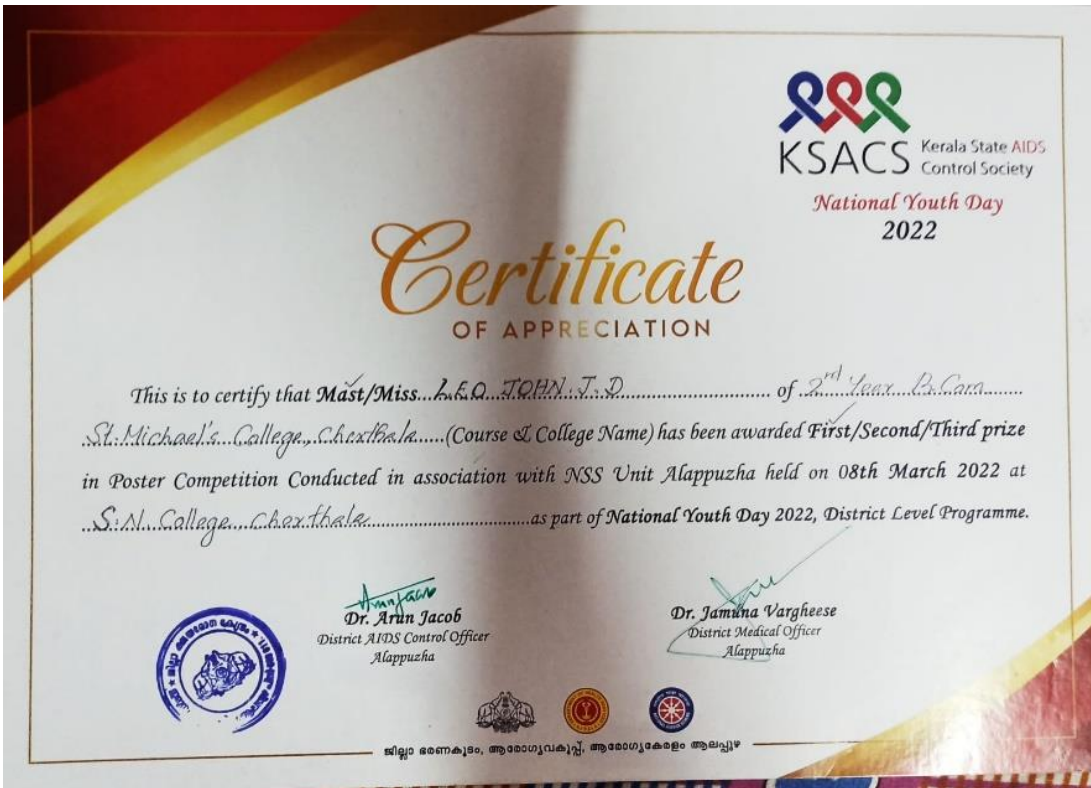 KSACS Kerala State AIDS
Control Society
National Youth Day
2022
Certificate
OF APPRECIATION
This is to certify that Mast/Miss LEO JOHN.J.D of 2nd Year B.Com
St.Michael's College, Cherthala (Course & College Name) has been awarded First/Second/Third prize
in Poster Competition Conducted in association with NSS Unit Alappuzha held on 08th March 2022 at
S.N. College Cherthala as part of National Youth Day 2022, District Level Programme.
Dr. Arun Jacob
District AIDS Control Officer
Alappuzha
Dr. Jamuna Vargheese
District Medical Officer
Alappuzha
ജില്ലാ ഭരണകൂടം, ആരോഗ്യവകുപ്പ്, ആരോഗ്യകേരളം ആലപ്പുഴ